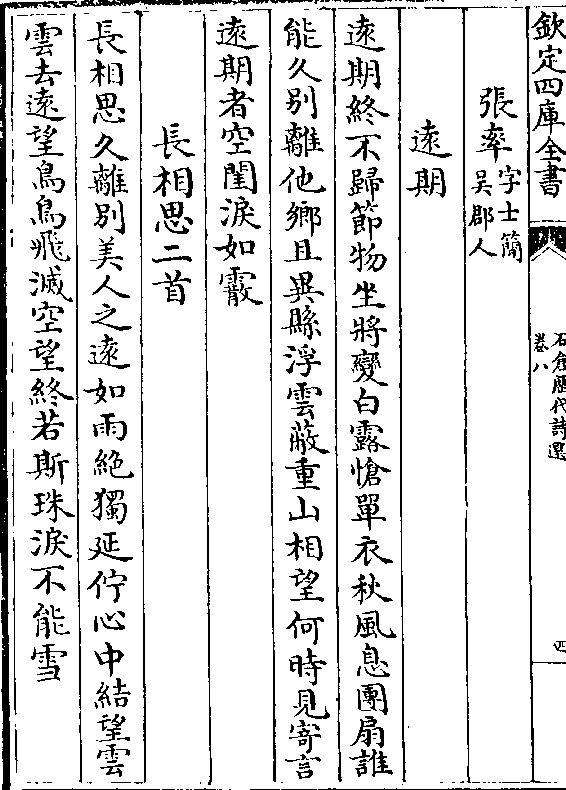 欽定四庫全書
石倉歷代詩選
卷八
四
張率字士簡
吳郡人
遠期
遠期終不歸節物坐將變白露愴單衣秋風息團扇誰
能久别離他鄉且異縣浮雲蔽重山相望何時見寄言
遠期者空閨淚如霰
長相思二首
長相思久離别美人之遠如雨絶獨延佇心中結望雲
雲去遠望鳥鳥飛滅空望終若斯珠淚不能雪